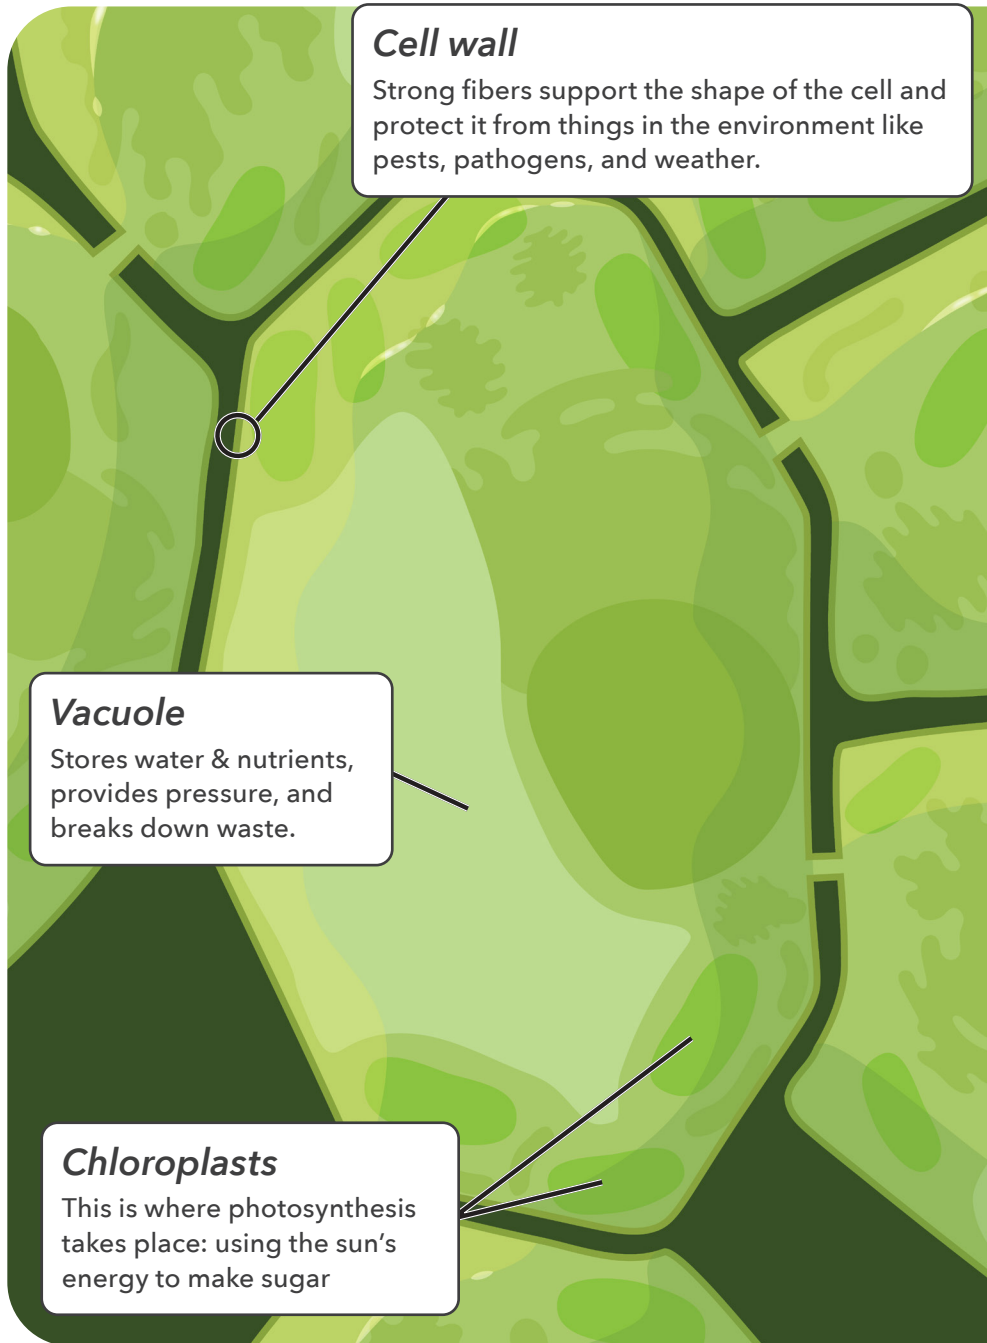 Cell wall
Strong fibers support the shape of the cell and
protect it from things in the environment like
pests, pathogens, and weather.
Vacuole
Stores water & nutrients,
provides pressure, and
breaks down waste.
Chloroplasts
This is where photosynthesis
takes place: using the sun’s
energy to make sugar